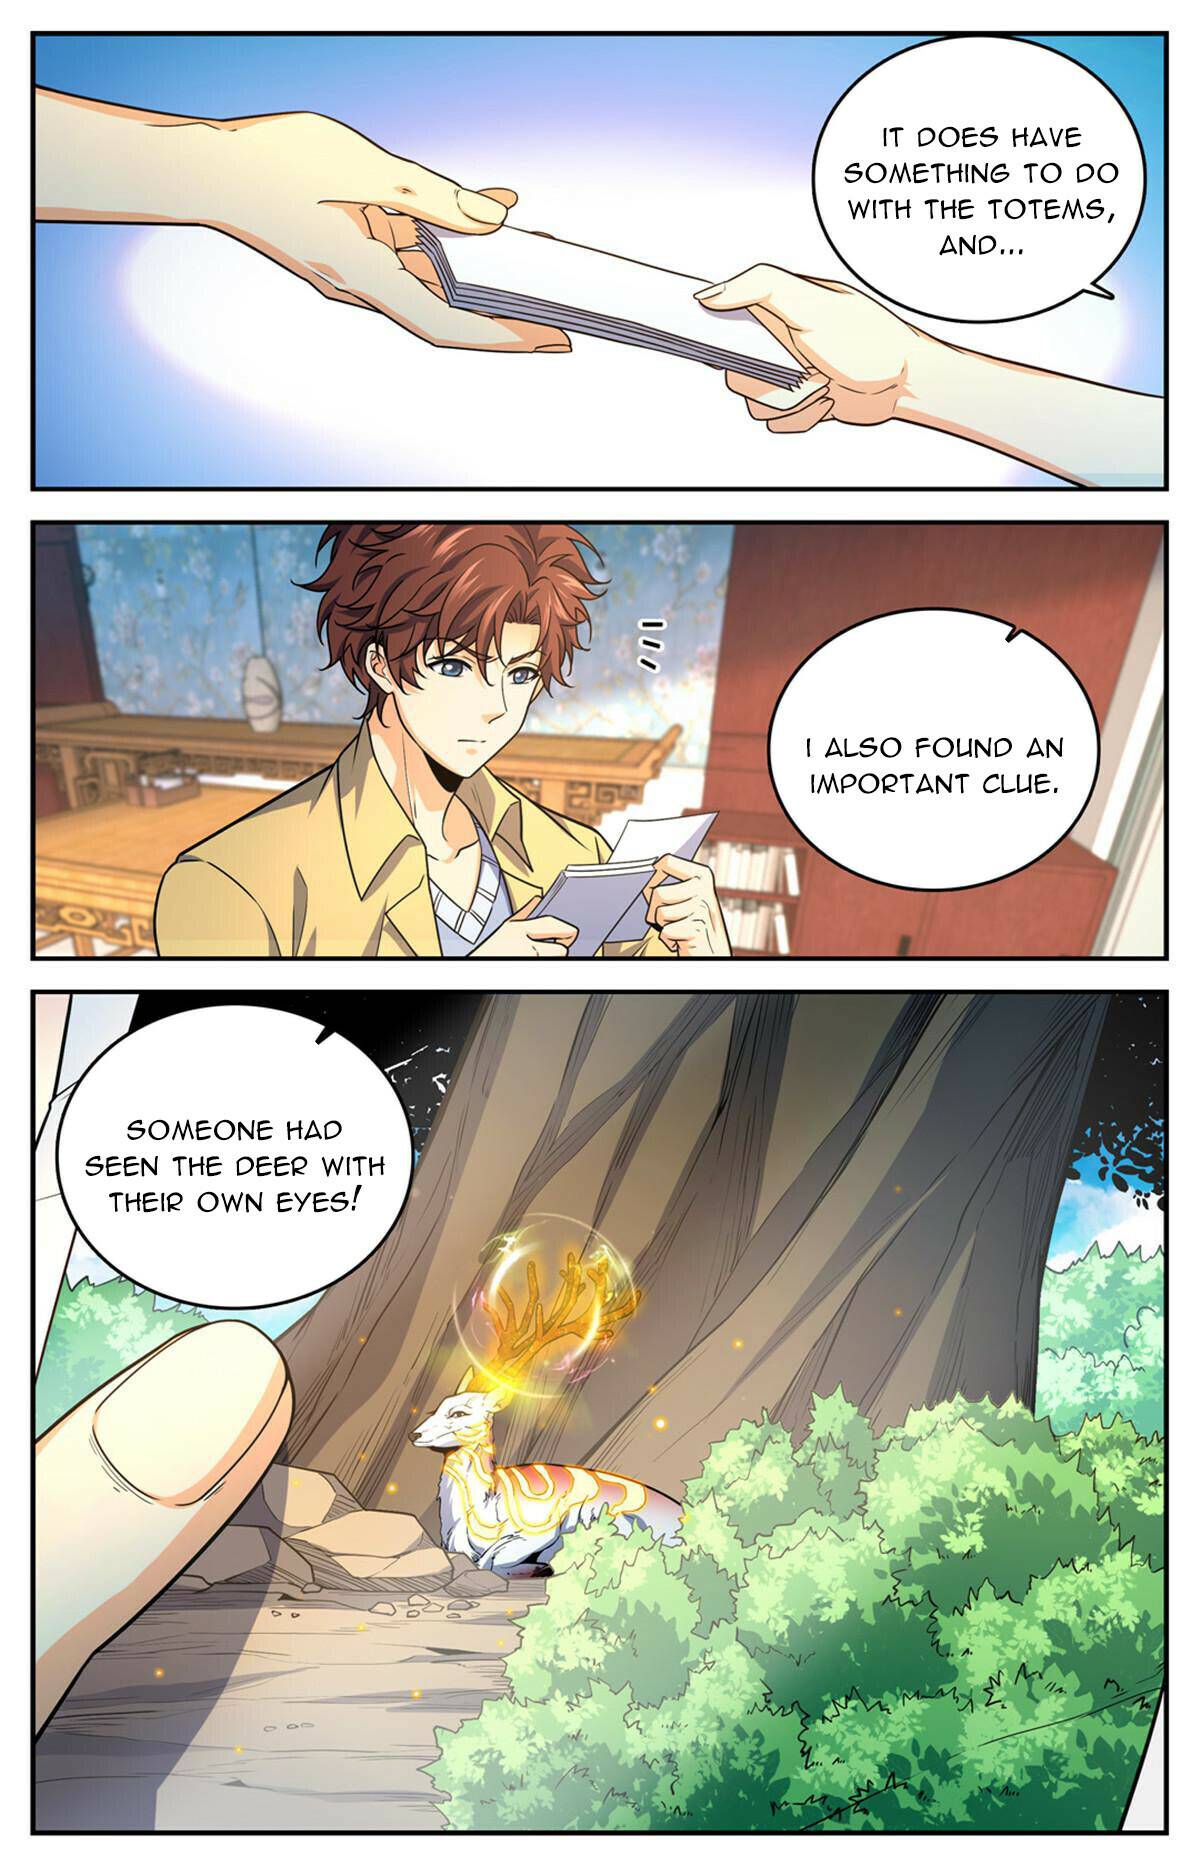 IT DOES HAVE
SOMETHING TO DO
WITH THE TOTEMS,
AND...
I ALSO FOUND AN
IMPORTANT CLUE.
SOMEONE HAD
SEEN THE DEER WITH
THEIR OWN EYES!